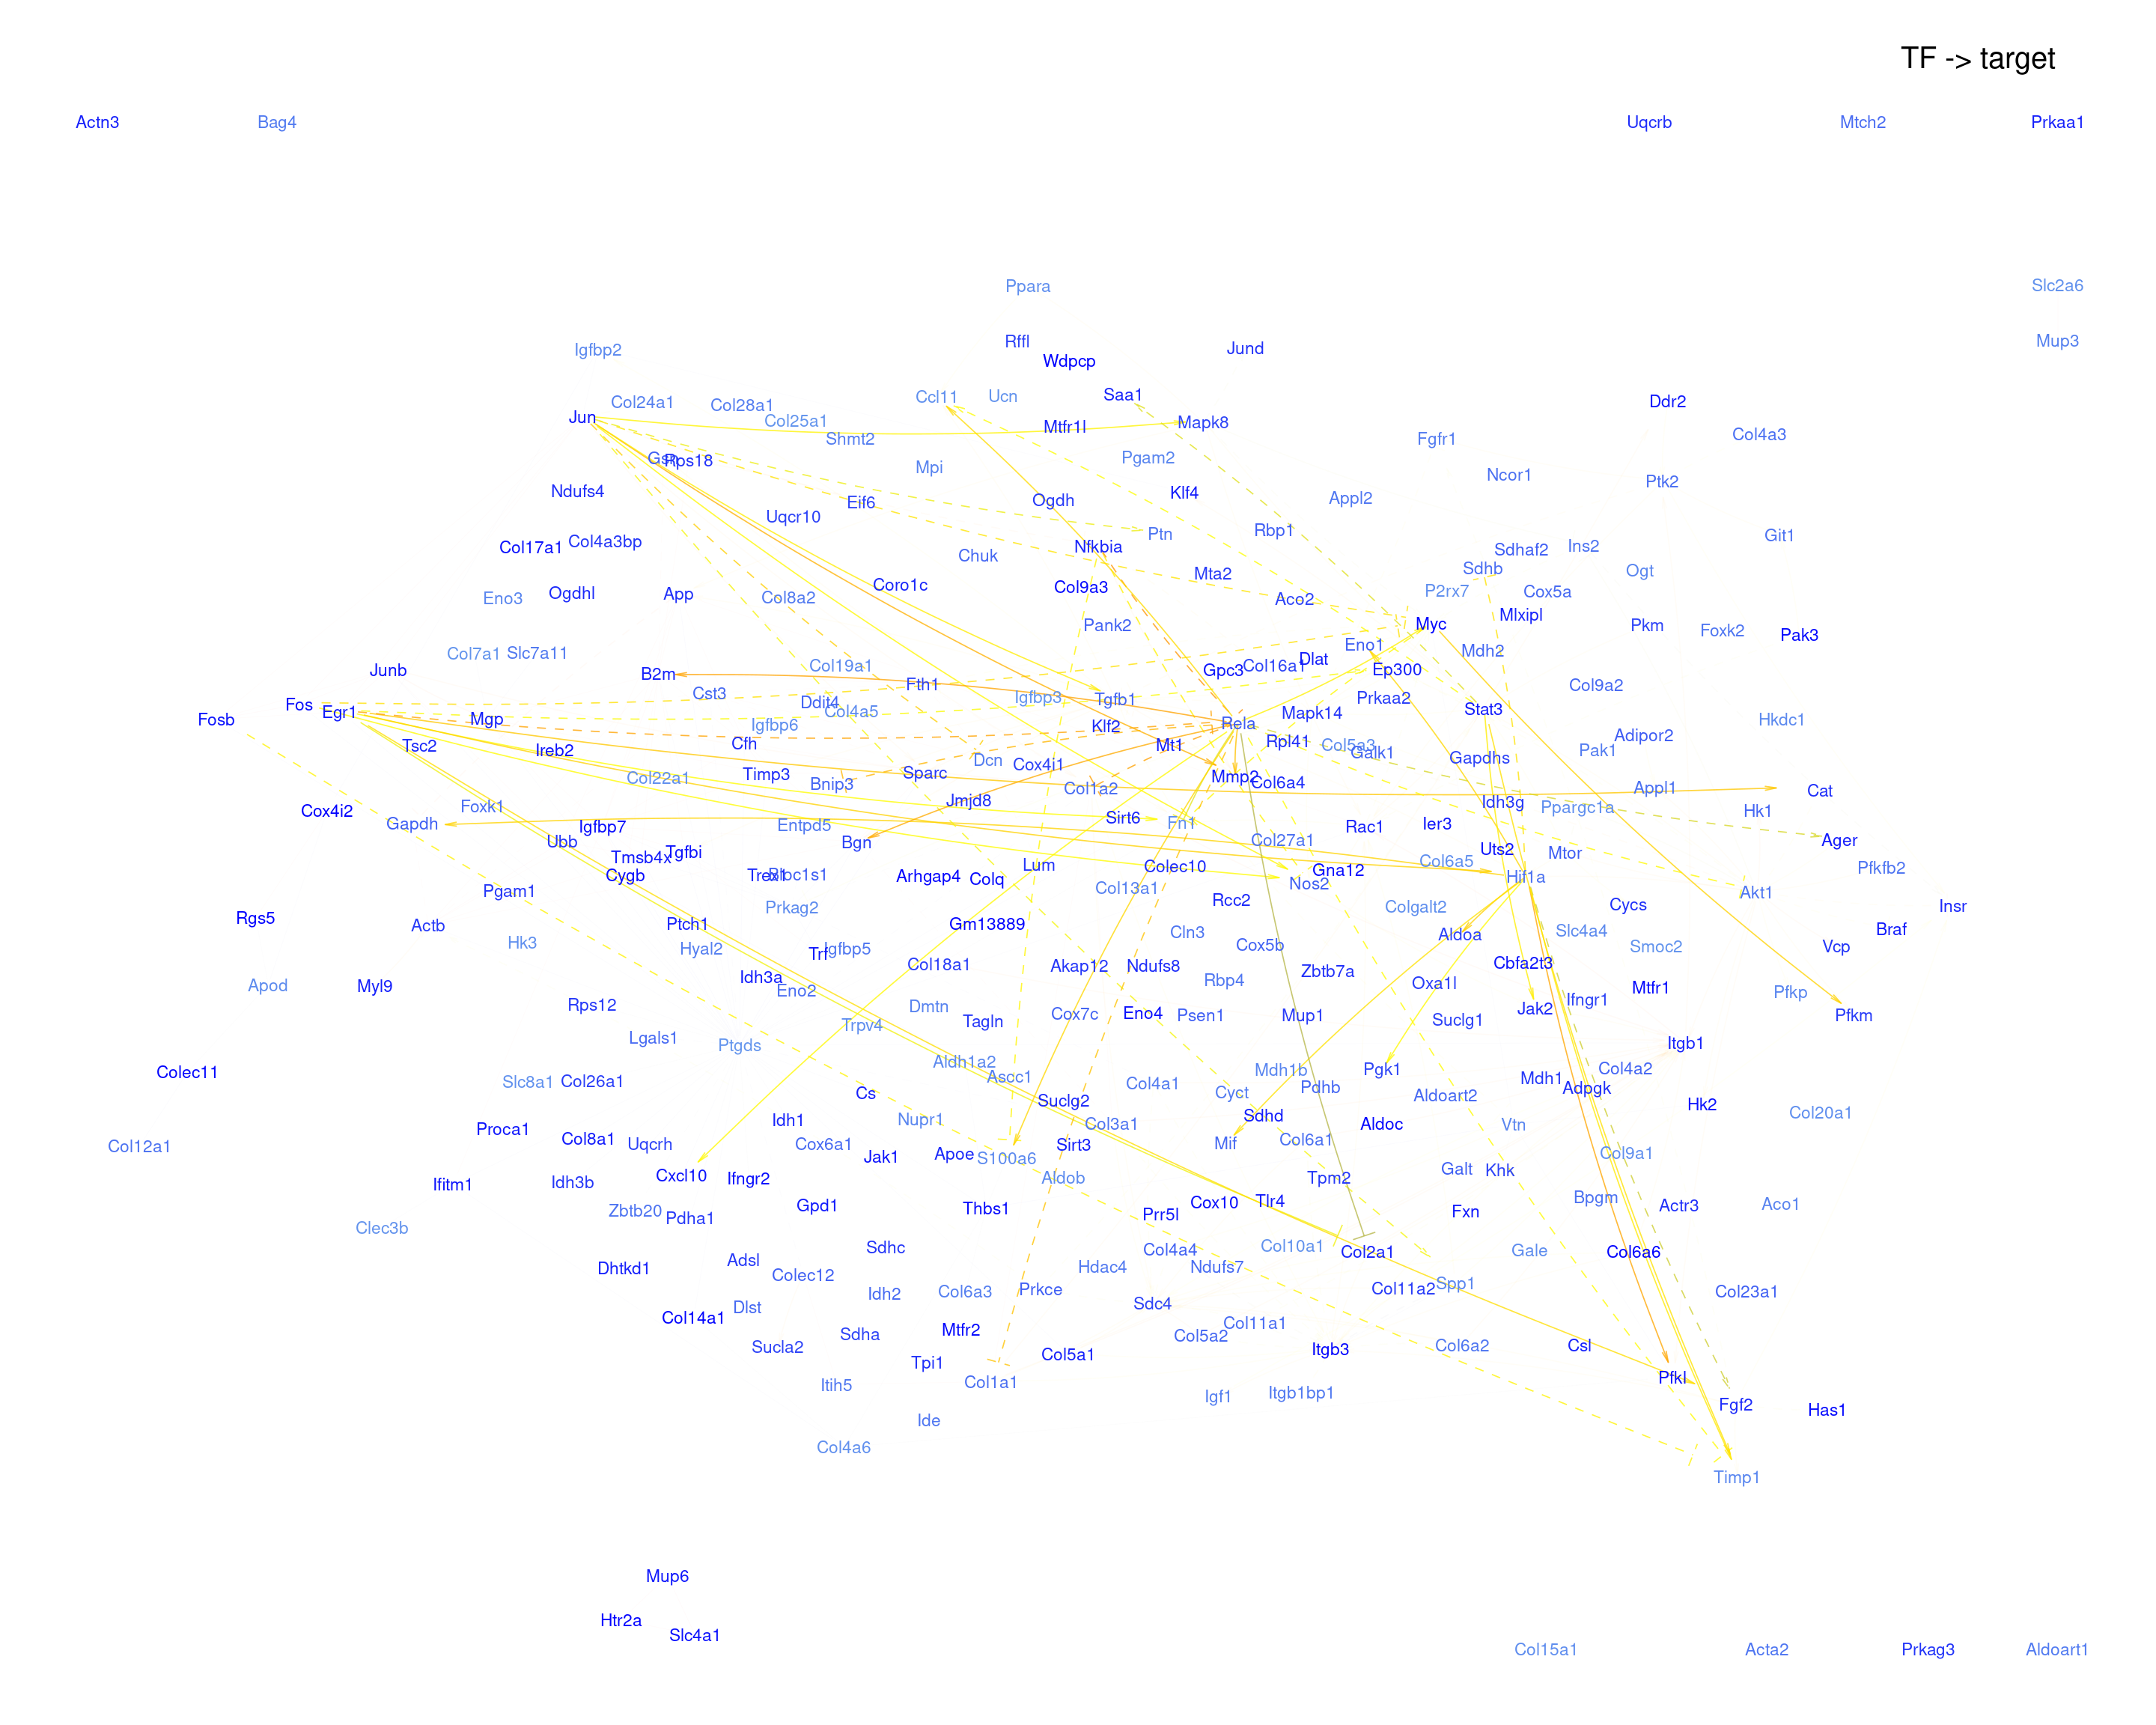 TF -> target
Actn3
Bag4
Uqcrb
Mtch2
Prkaa1
Ppara
Slc2a6
Rffl
Mup3
Igfbp2
Wdpcp
Jund
Saa1
Ccl11
Ucn
Ddr2
Col24a1
Col28a1
Jun
Col25a1
Mtfr1l
Mapk8
Col4a3
Shmt2
Fgfr1
Gsn
Rps18
Mpi
Pgam2
Ncor1
Ptk2
Ndufs4
Klf4
Appl2
Eif6
Ogdh
Uqcr10
Rbp1
Ptn
Git1
Col17a1
Col4a3bp
Nfkbia
Sdhaf2
Ins2
Chuk
Mta2
Sdhb
Ogt
Coro1c
Col9a3
P2rx7
Cox5a
Eno3
Ogdhl
App
Col8a2
Aco2
Mlxipl
Pank2
Myc
Pkm
Foxk2
Pak3
Col7a1
Slc7a11
Eno1
Mdh2
Junb
B2m
Col19a1
Gpc3
Col16a1
Dlat
Ep300
Fth1
Col9a2
Cst3
Igfbp3
Tgfb1
Prkaa2
Fos
Egr1
Ddit4
Col4a5
Stat3
Fosb
Mgp
Igfbp6
Klf2
Rela
Mapk14
Hkdc1
Tsc2
Ireb2
Cfh
Mt1
Rpl41
Col5a3
Galk1
Adipor2
Pak1
Dcn
Cox4i1
Gapdhs
Col22a1
Timp3
Bnip3
Sparc
Col1a2
Mmp2
Col6a4
Appl1
Cat
Cox4i2
Foxk1
Jmjd8
Idh3g
Ppargc1a
Hk1
Gapdh
Igfbp7
Entpd5
Sirt6
Fn1
Rac1
Ier3
Ubb
Bgn
Col27a1
Ager
Tmsb4x
Tgfbi
Uts2
Mtor
Cygb
Trex1
Bloc1s1
Arhgap4
Colq
Lum
Colec10
Gna12
Col6a5
Hif1a
Pfkfb2
Pgam1
Col13a1
Nos2
Akt1
Rgs5
Prkag2
Rcc2
Colgalt2
Cycs
Insr
Actb
Ptch1
Gm13889
Cln3
Aldoa
Slc4a4
Braf
Hk3
Hyal2
Trf
Igfbp5
Cox5b
Smoc2
Vcp
Apod
Myl9
Idh3a
Col18a1
Akap12
Ndufs8
Zbtb7a
Cbfa2t3
Eno2
Rbp4
Oxa1l
Mtfr1
Pfkp
Rps12
Dmtn
Ifngr1
Trpv4
Tagln
Cox7c
Eno4
Psen1
Mup1
Suclg1
Jak2
Pfkm
Lgals1
Ptgds
Itgb1
Colec11
Slc8a1
Col26a1
Aldh1a2
Ascc1
Col4a1
Mdh1b
Pgk1
Col4a2
Cs
Suclg2
Cyct
Pdhb
Aldoart2
Mdh1
Adpgk
Hk2
Col20a1
Proca1
Idh1
Nupr1
Col3a1
Sdhd
Aldoc
Vtn
Col12a1
Col8a1
Uqcrh
Cox6a1
Sirt3
Mif
Col6a1
Col9a1
Jak1
Apoe
S100a6
Ifitm1
Idh3b
Cxcl10
Ifngr2
Aldob
Tpm2
Galt
Khk
Clec3b
Zbtb20
Pdha1
Gpd1
Thbs1
Prr5l
Cox10
Tlr4
Fxn
Bpgm
Actr3
Aco1
Dhtkd1
Adsl
Sdhc
Col4a4
Col10a1
Col2a1
Gale
Col6a6
Colec12
Hdac4
Ndufs7
Col14a1
Dlst
Idh2
Col6a3
Prkce
Sdc4
Col11a2
Spp1
Col23a1
Sucla2
Sdha
Mtfr2
Col5a2
Col11a1
Tpi1
Col5a1
Itgb3
Col6a2
Csl
Itih5
Col1a1
Igf1
Itgb1bp1
Pfkl
Fgf2
Has1
Ide
Col4a6
Timp1
Mup6
Htr2a
Slc4a1
Col15a1
Acta2
Prkag3
Aldoart1